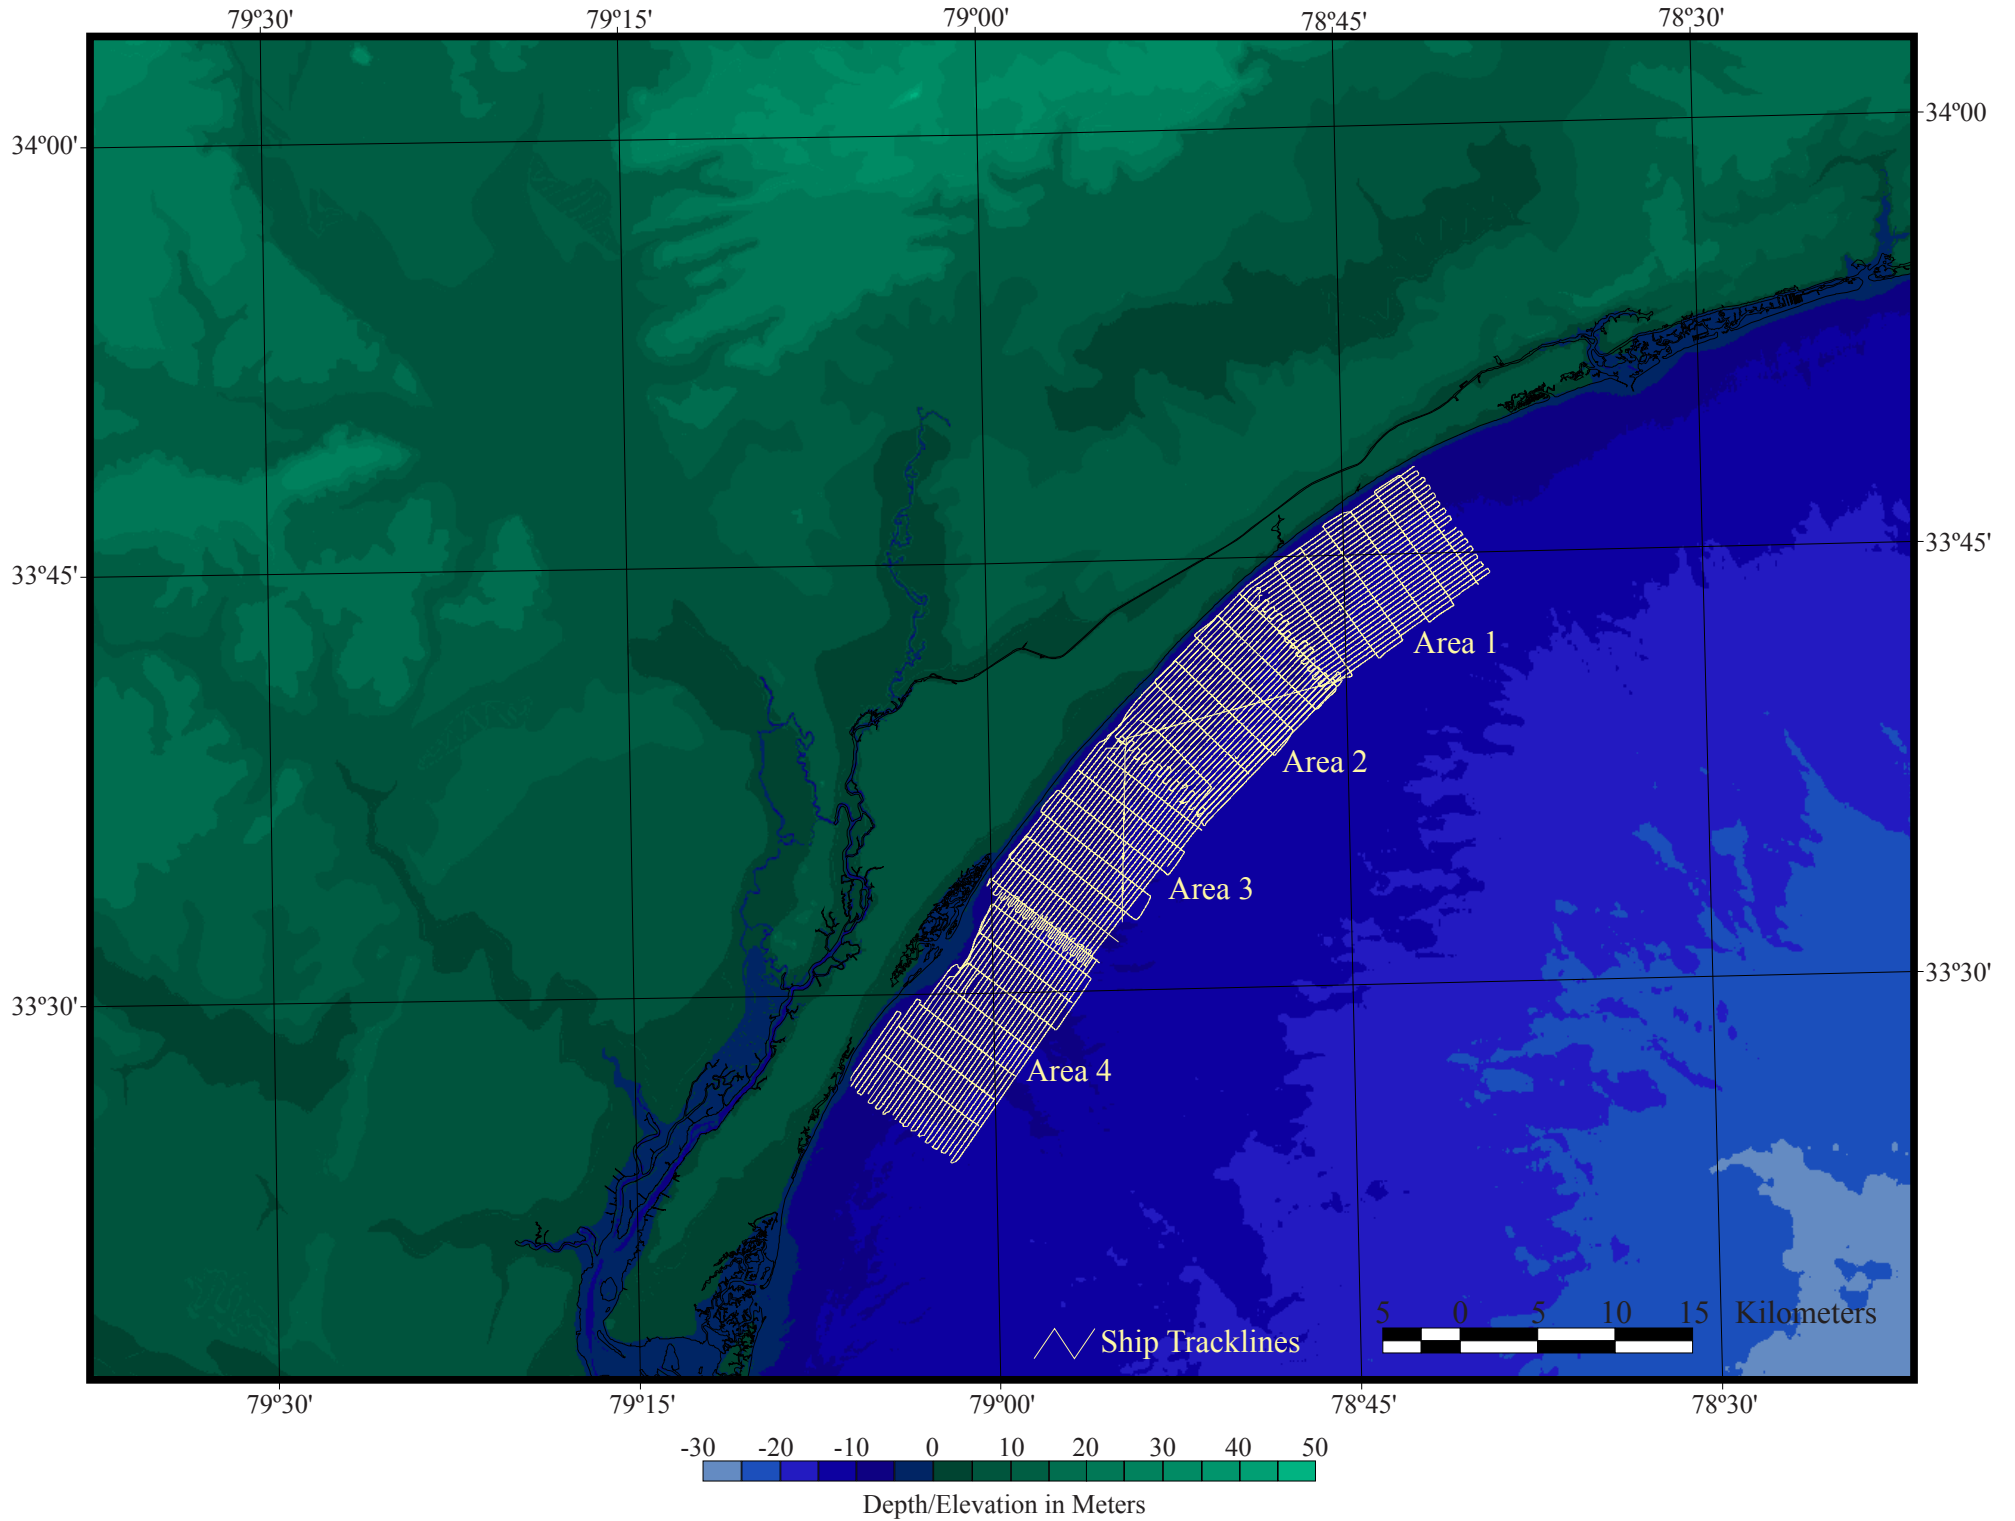 79º30' 79º15' 79º00' 78º45' 78º30'
34º00' 34º00
33º45' 33º45'
Area 1
Area 2
Area 3
33º30' 33º30'
Area 4
5 0 5 10 15 Kilometers
Ship Tracklines
79º30' 79º15' 79º00' 78º45' 78º30'
-30 -20 -10 0 10 20 30 40 50
Depth/Elevation in Meters